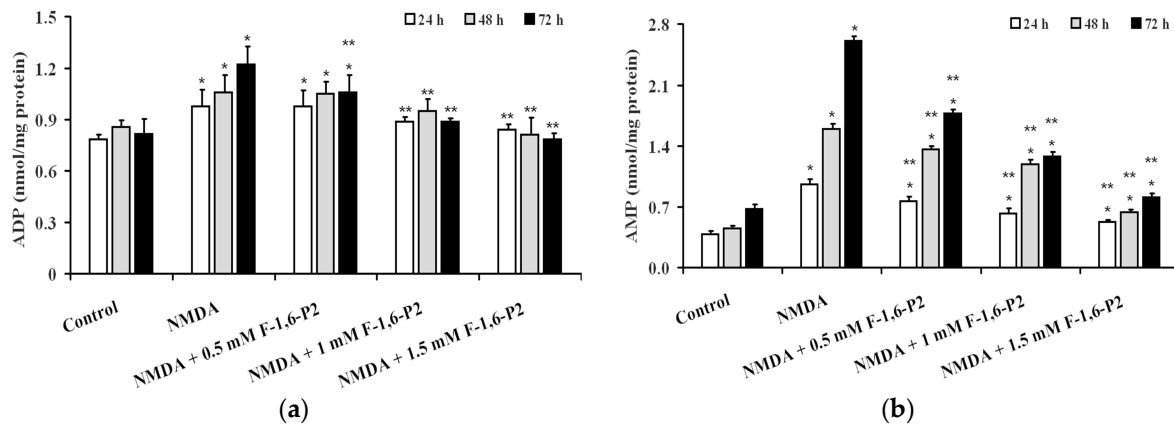 1.5
1.2
0.9
0.6
0.3
0
ADP (nmol/mg protein)
24 h 48 h 72 h
* * *
* * ** *
** ** **
** ** **
Control
NMDA
NMDA + 0.5 mM F-1,6-P2
NMDA + 1 mM F-1,6-P2
NMDA + 1.5 mM F-1,6-P2
(a)
2.8
2.1
1.4
0.7
0.0
AMP (nmol/mg protein)
24 h 48 h 72 h
* * *
** * ** * ** *
** * ** * ** *
** * ** * ** *
Control
NMDA
NMDA + 0.5 mM F-1,6-P2
NMDA + 1 mM F-1,6-P2
NMDA + 1.5 mM F-1,6-P2
(b)